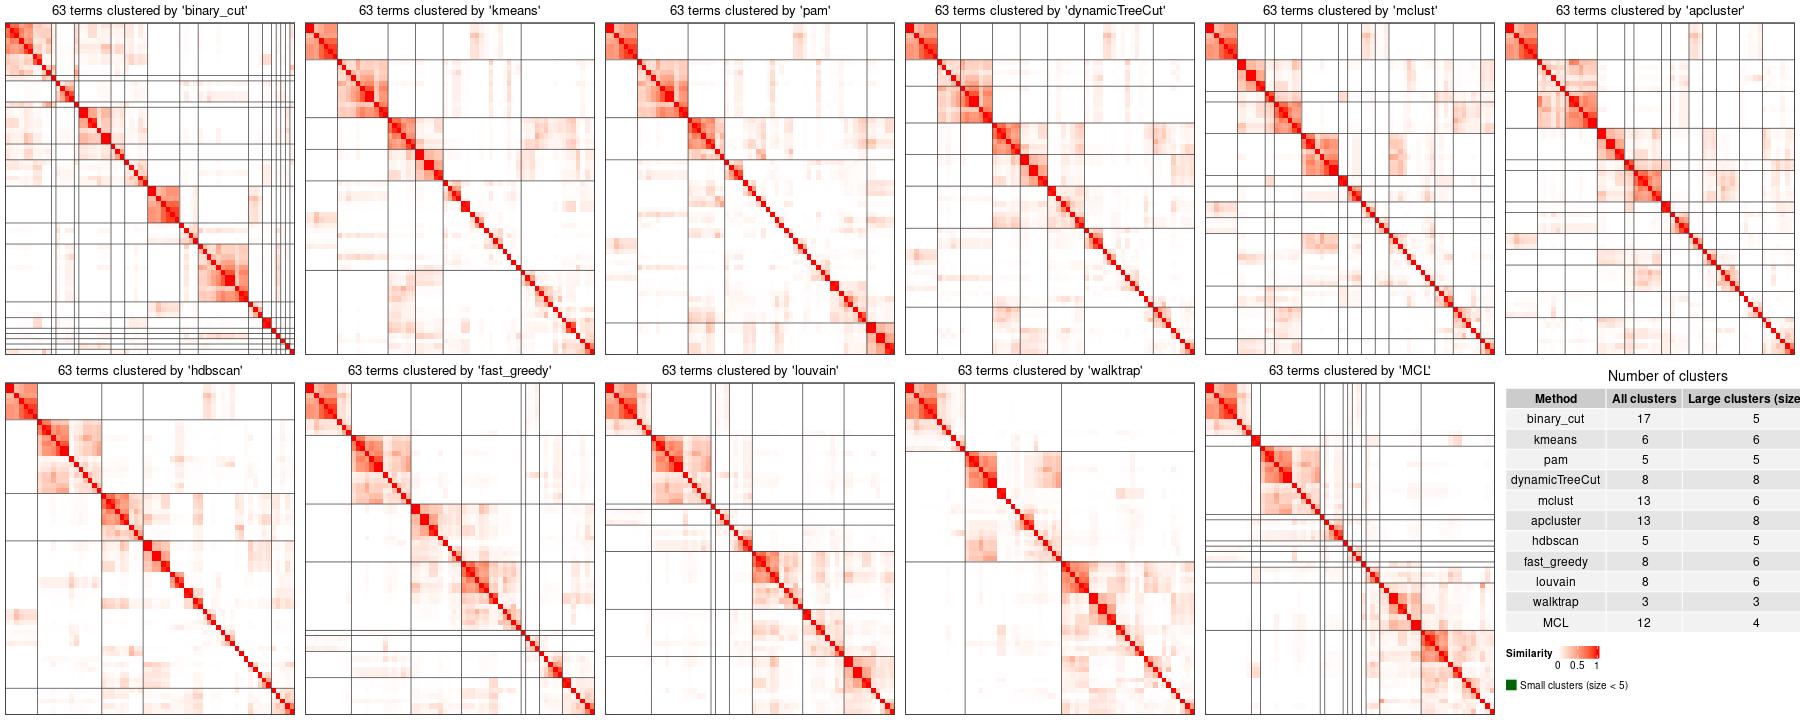 63 terms clustered by 'binary_cut'
63 terms clustered by 'kmeans'
63 terms clustered by 'pam'
63 terms clustered by 'dynamicTreeCut'
63 terms clustered by 'mclust'
63 terms clustered by 'apcluster'
63 terms clustered by 'hdbscan'
63 terms clustered by 'fast_greedy'
63 terms clustered by 'louvain'
63 terms clustered by 'walktrap'
63 terms clustered by 'MCL'
Number of clusters
Method All clusters Large clusters (size
binary_cut 17 5
kmeans 6 6
pam 5 5
dynamicTreeCut 8 8
mclust 13 6
apcluster 13 8
hdbscan 5 5
fast_greedy 8 6
louvain 8 6
walktrap 3 3
MCL 12 4
Similarity
0 0.5 1
Small clusters (size < 5)